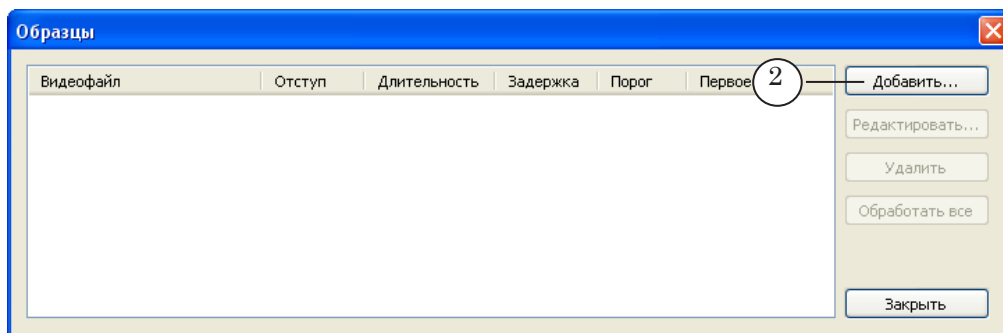 Образцы
Видеофайл Отступ Длительность Задержка Порог Первое
2
Добавить...
Редактировать...
Удалить
Обработать все
Закрыть